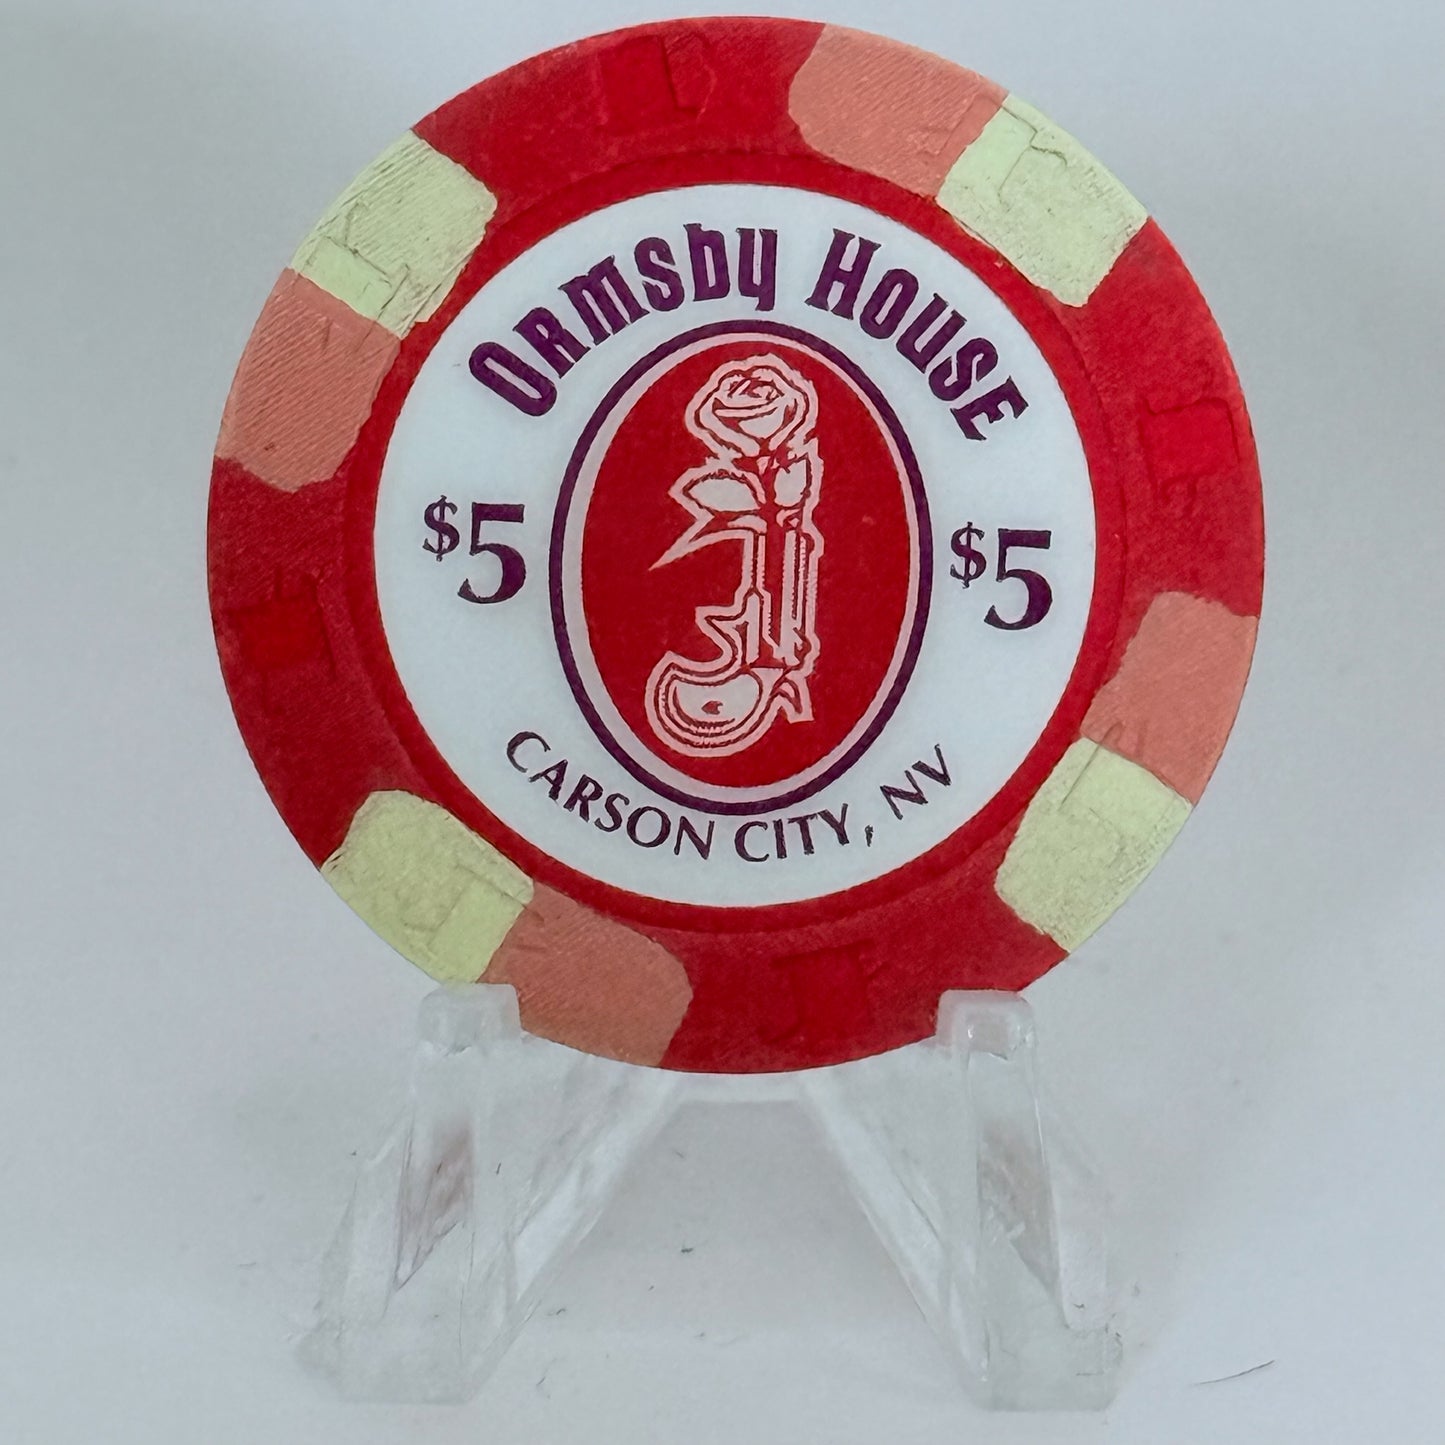 Ormsby House
$5
$5
CARSON CITY, NV